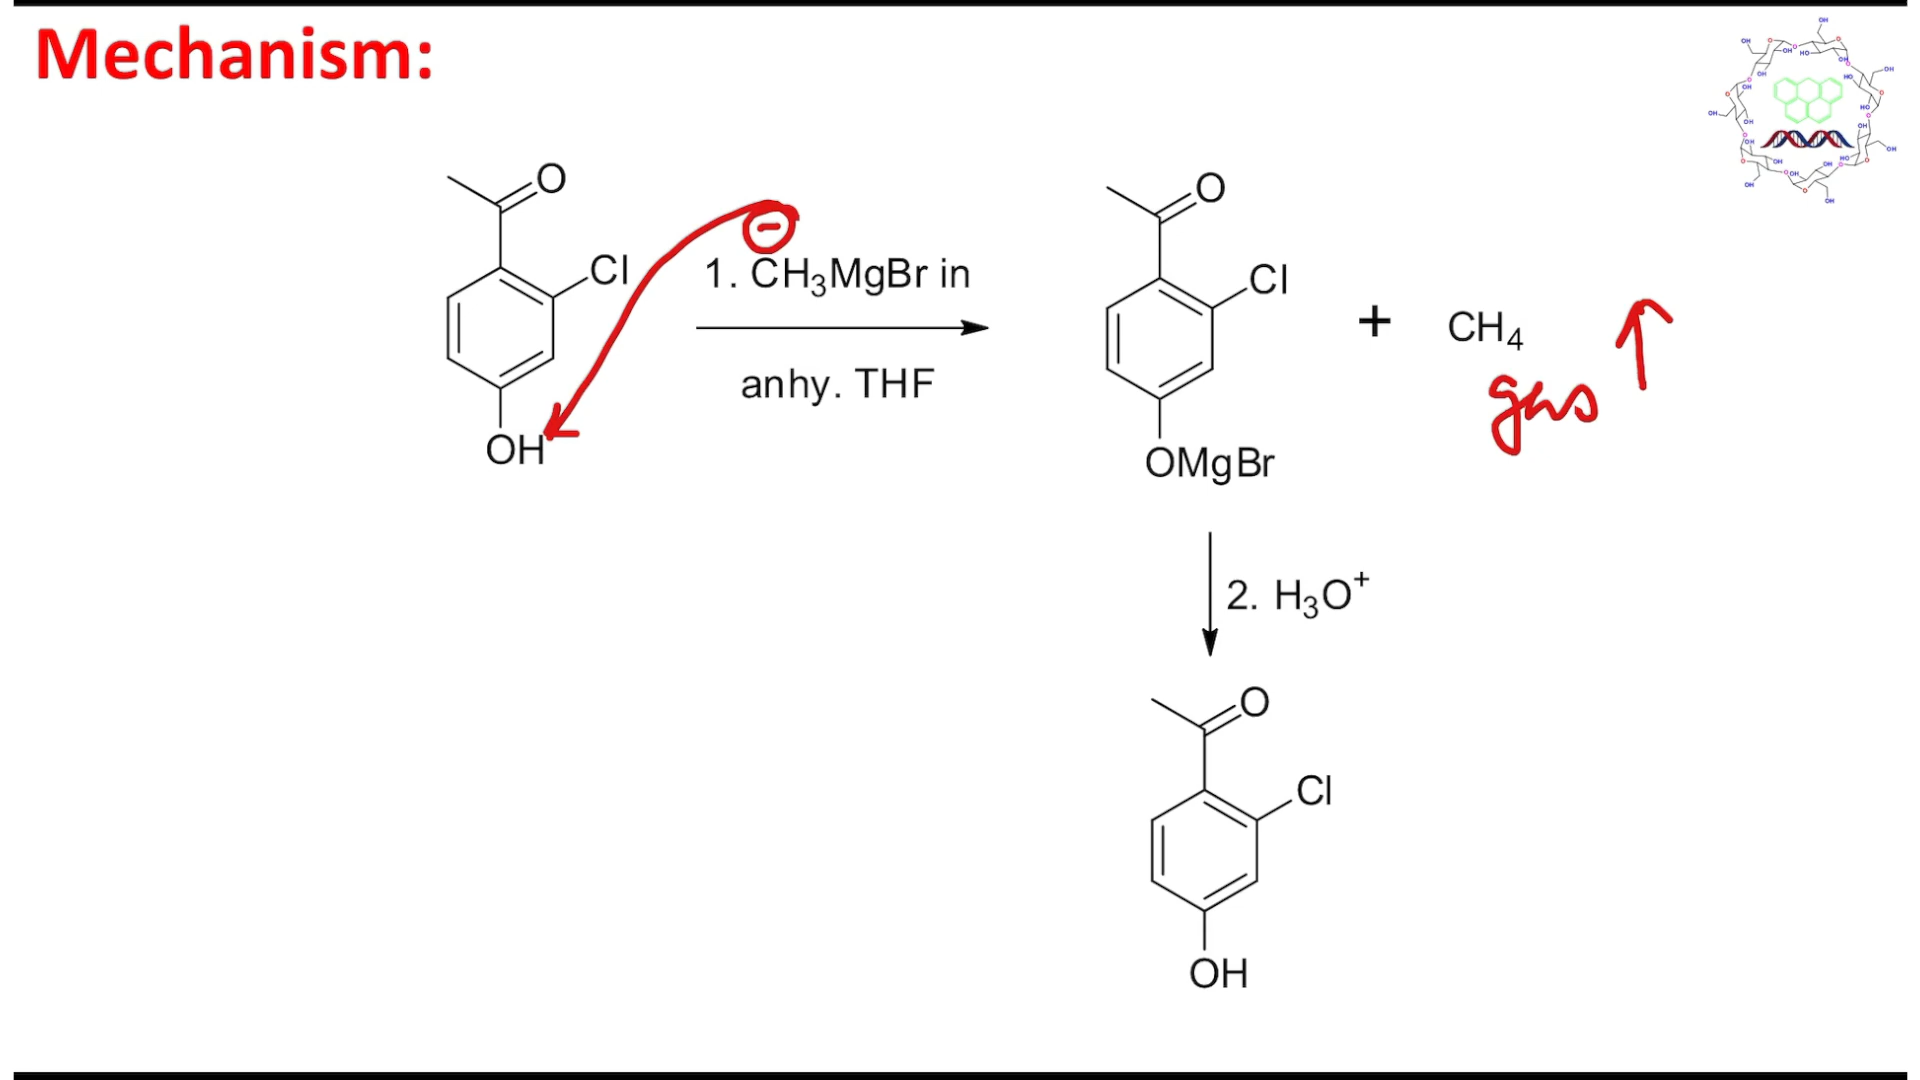 Mechanism:
O
Cl
OH
1. CH₃MgBr in
anhy. THF
O
Cl
OMgBr
+
CH₄
gas
2. H₃O⁺
O
Cl
OH